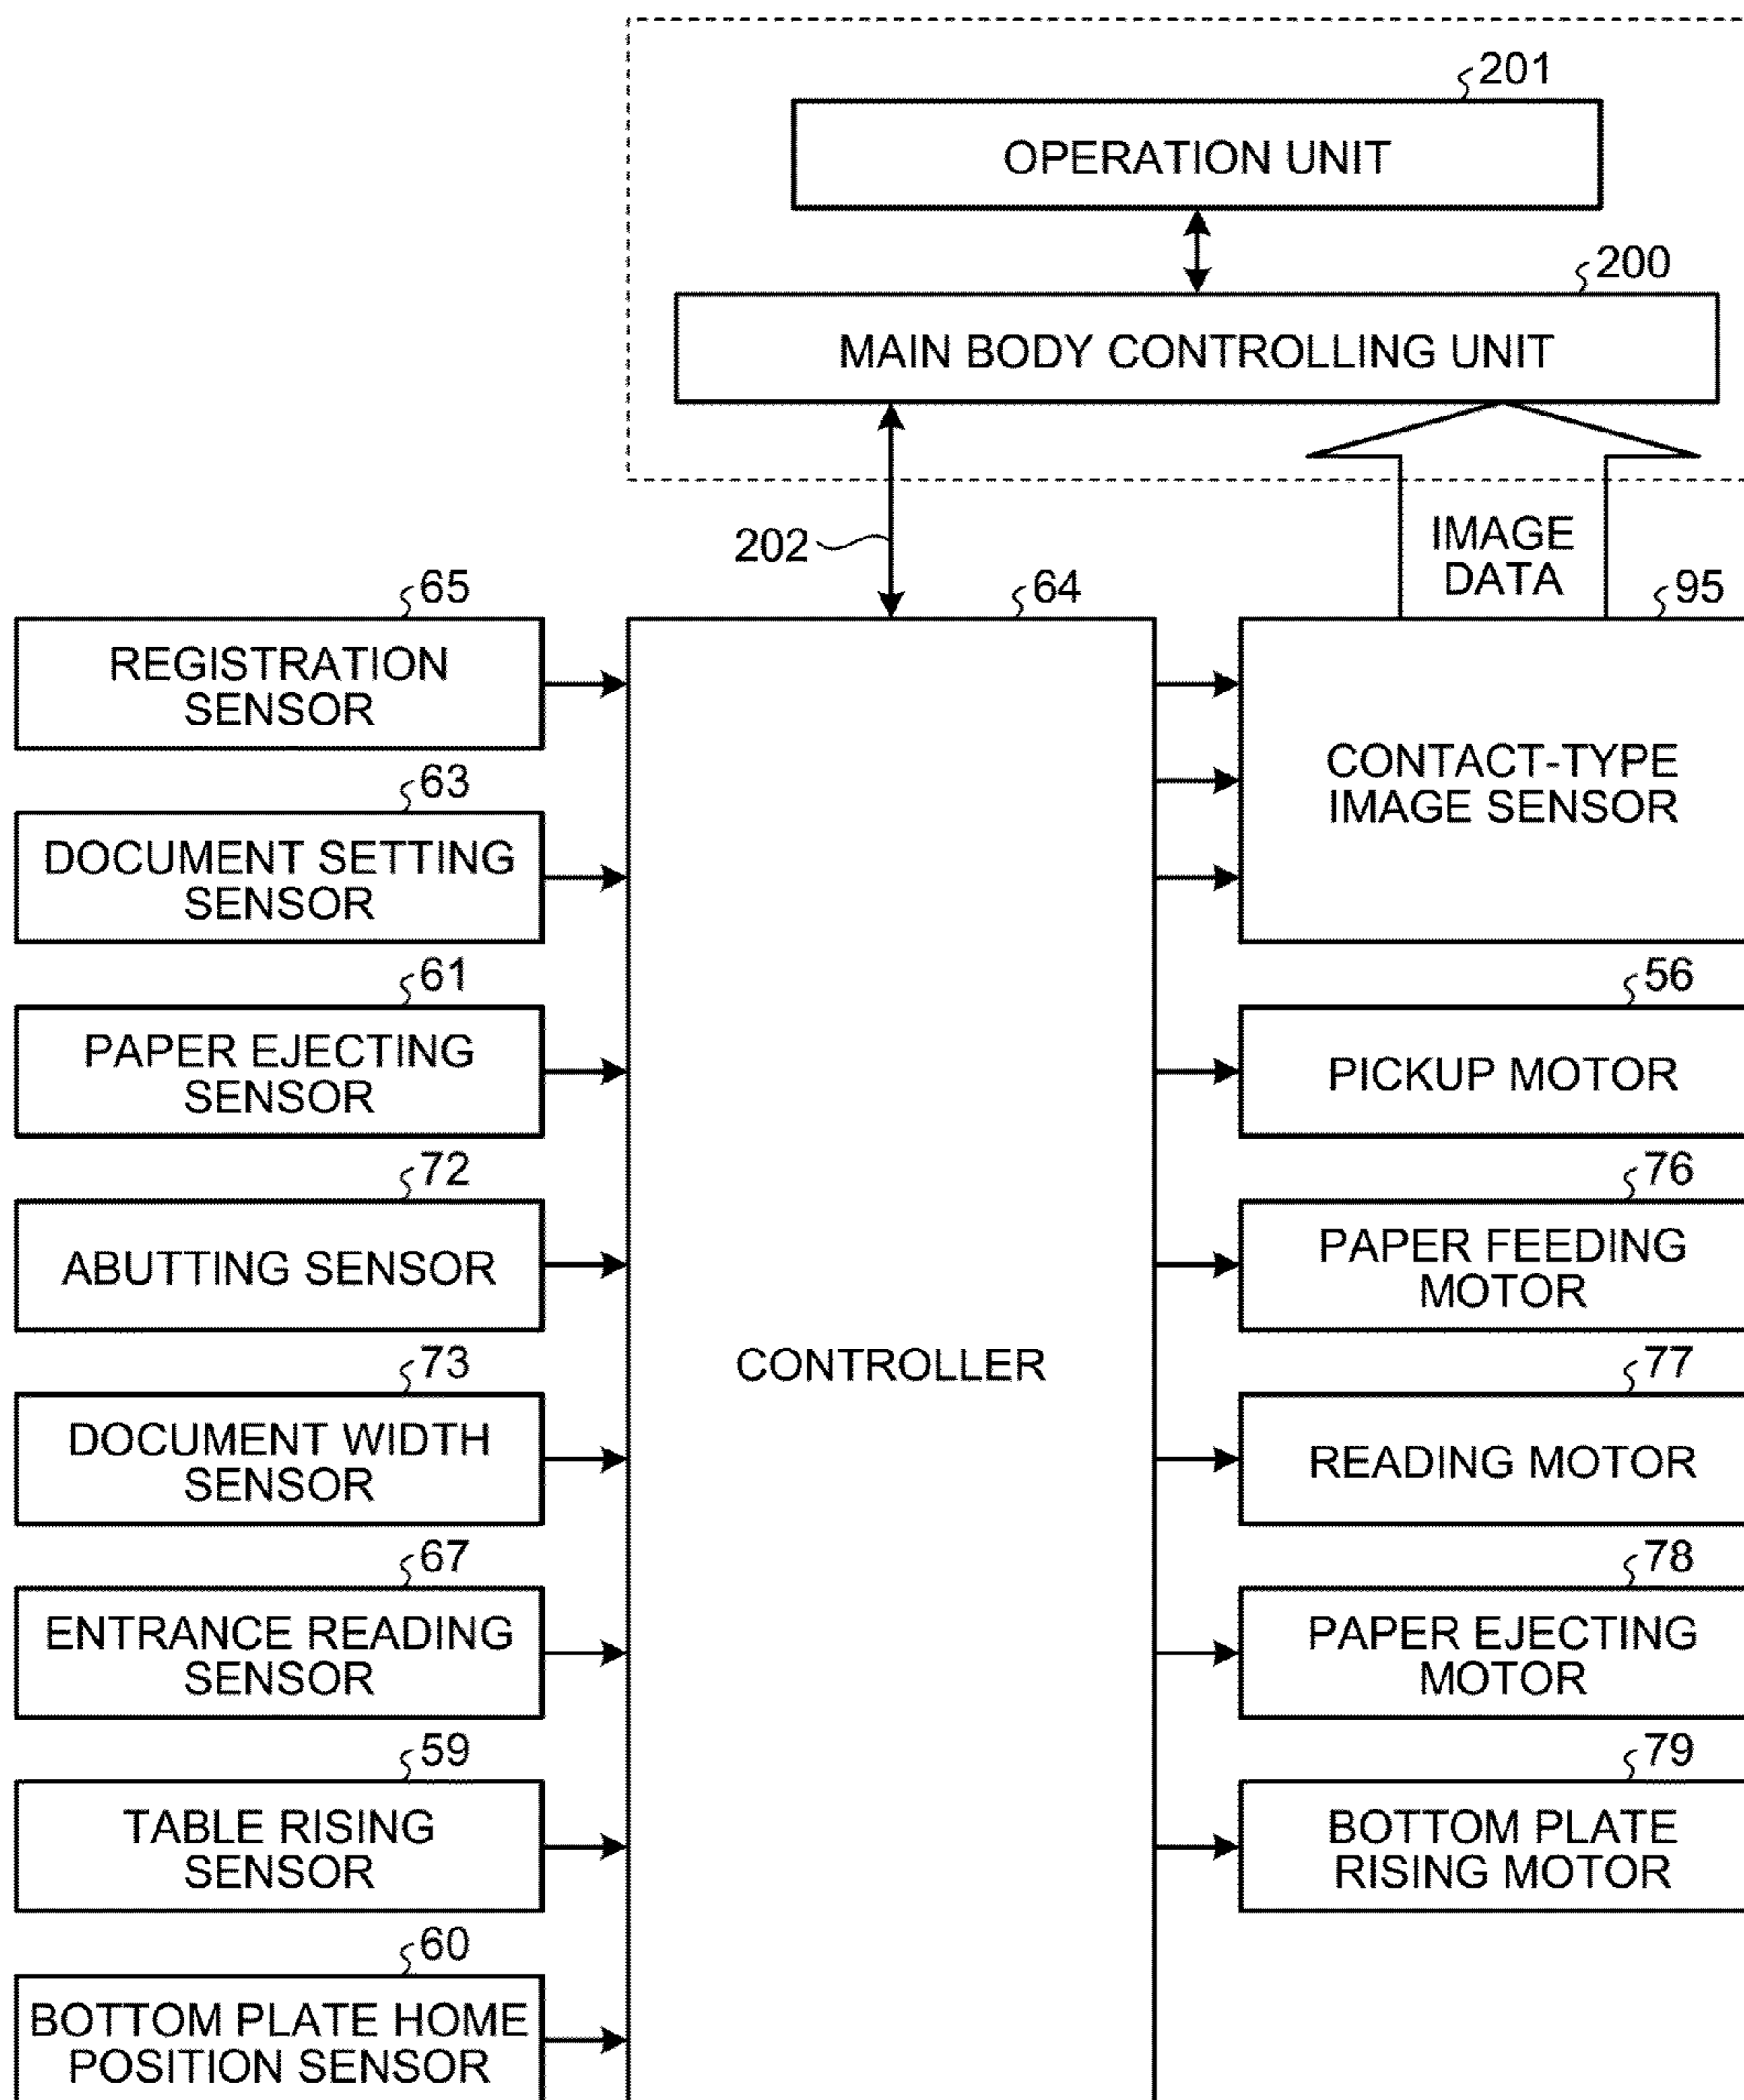 201
OPERATION UNIT
200
MAIN BODY CONTROLLING UNIT
202
IMAGE
DATA
65
REGISTRATION
SENSOR
63
DOCUMENT SETTING
SENSOR
61
PAPER EJECTING
SENSOR
72
ABUTTING SENSOR
73
DOCUMENT WIDTH
SENSOR
67
ENTRANCE READING
SENSOR
59
TABLE RISING
SENSOR
60
BOTTOM PLATE HOME
POSITION SENSOR
64
CONTROLLER
95
CONTACT-TYPE
IMAGE SENSOR
56
PICKUP MOTOR
76
PAPER FEEDING
MOTOR
77
READING MOTOR
78
PAPER EJECTING
MOTOR
79
BOTTOM PLATE
RISING MOTOR